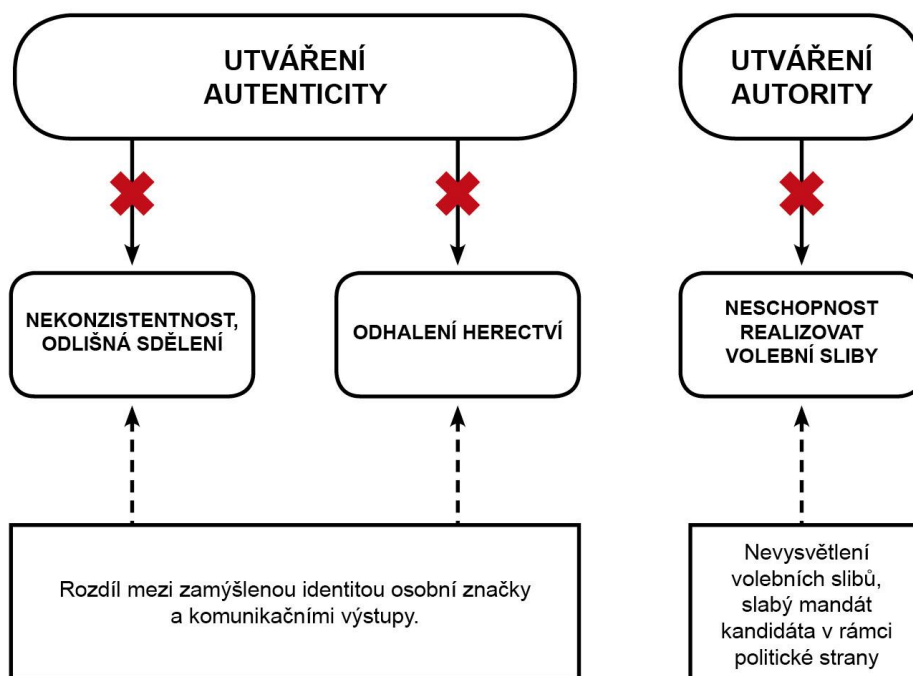 UTVÁŘENÍ
AUTENTICITY
UTVÁŘENÍ
AUTORITY
NEKONZISTENTNOST,
ODLIŠNÁ SDĚLENÍ
ODHALENÍ HERECTVÍ
NESCHOPNOST
REALIZOVAT
VOLEBNÍ SLIBY
Rozdíl mezi zamýšlenou identitou osobní značky
a komunikačními výstupy.
Nevysvětlení
volebních slibů,
slabý mandát
kandidáta v rámci
politické strany